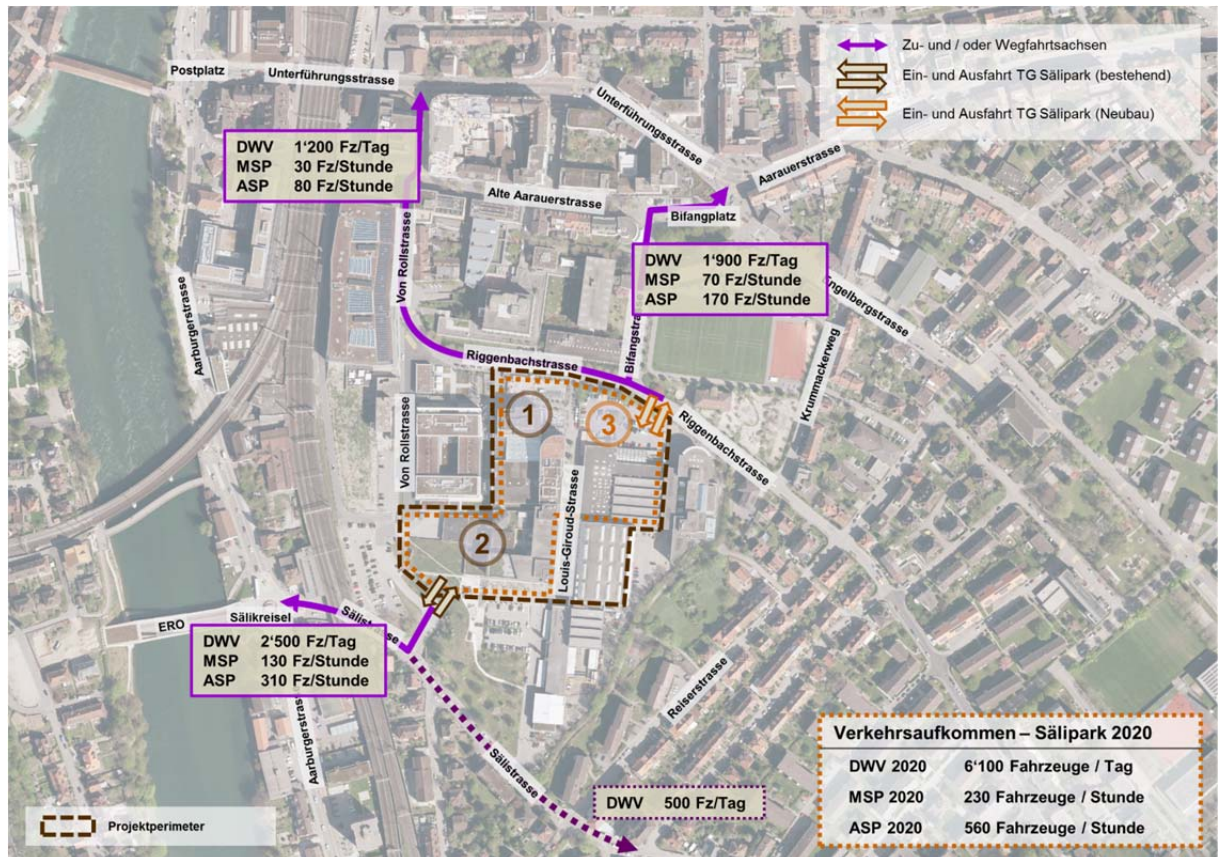 Postplatz
Unterführungsstrasse
Zu- und / oder Wegfahrtsachsen
Ein- und Ausfahrt TG Sälipark (bestehend)
Ein- und Ausfahrt TG Sälipark (Neubau)
Unterführungsstrasse
Aarauerstrasse
DWV 1‘200 Fz/Tag
MSP 30 Fz/Stunde
ASP 80 Fz/Stunde
Alte Aarauerstrasse
Bifangplatz
DWV 1‘900 Fz/Tag
MSP 70 Fz/Stunde
ASP 170 Fz/Stunde
Von Rollstrasse
Aarburgerstrasse
Engelbergstrasse
Krummackerweg
Riggenbachstrasse
1
3
Riggenbachstrasse
Von Rollstrasse
Louis-Giroud-Strasse
2
ERO
Sälikreisel
DWV 2‘500 Fz/Tag
MSP 130 Fz/Stunde
ASP 310 Fz/Stunde
Reiserstrasse
Sälistrasse
DWV 500 Fz/Tag
Verkehrsaufkommen – Sälipark 2020
DWV 2020 6‘100 Fahrzeuge / Tag
MSP 2020 230 Fahrzeuge / Stunde
ASP 2020 560 Fahrzeuge / Stunde
Projektperimeter